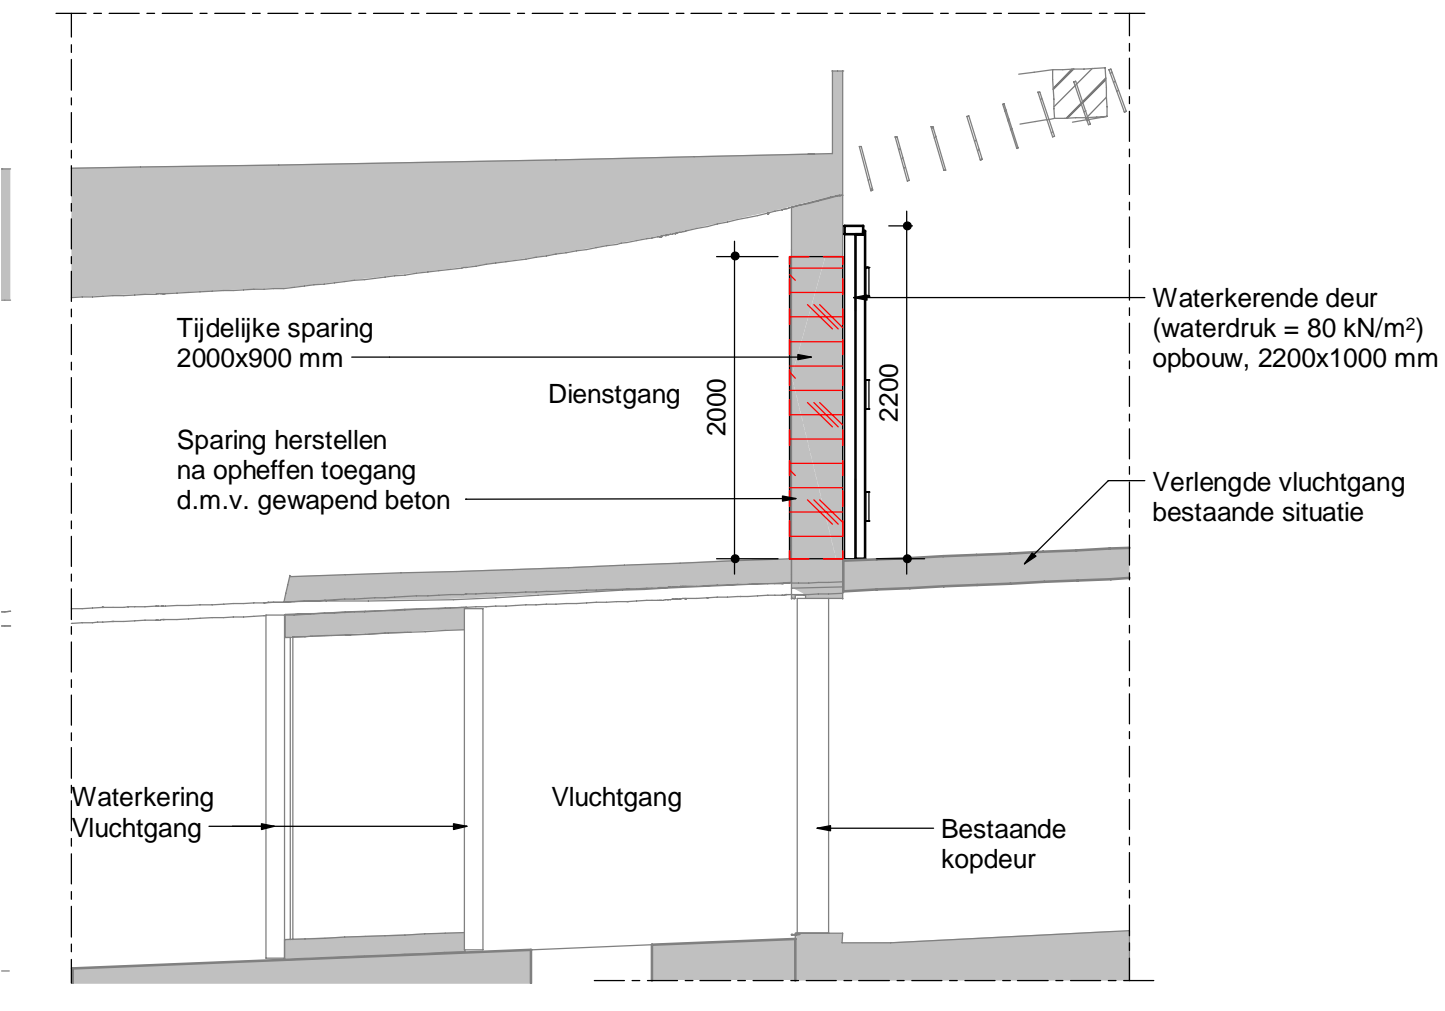 Tijdelijke sparing
2000x900 mm
Dienstgang
2000
2200
Sparing herstellen
na opheffen toegang
d.m.v. gewapend beton
Waterkerende deur
(waterdruk = 80 kN/m²)
opbouw, 2200x1000 mm
Verlengde vluchtgang
bestaande situatie
Waterkering
Vluchtgang
Vluchtgang
Bestaande
kopdeur